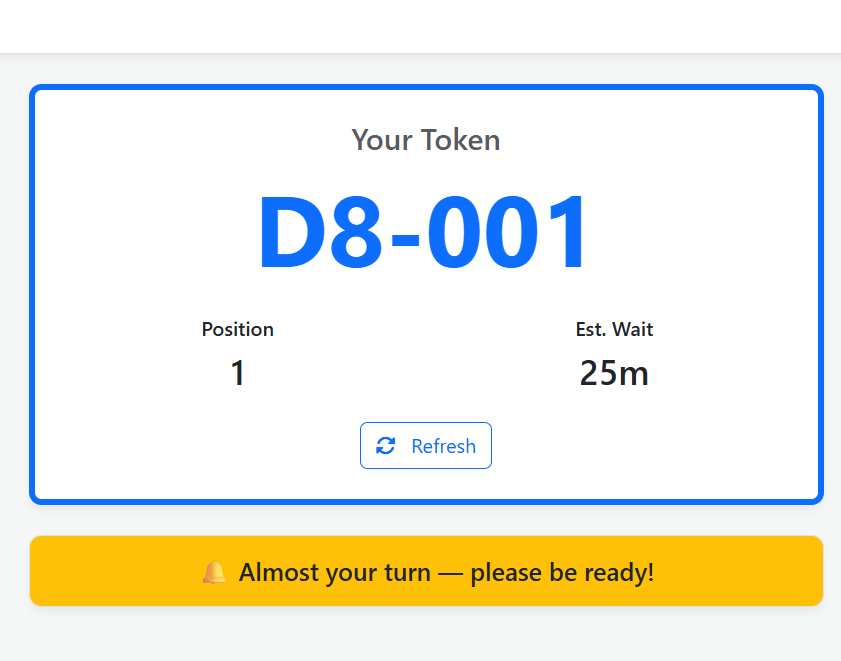 Your Token
D8-001
Position
Est. Wait
1
25m
Refresh
🔔 Almost your turn — please be ready!